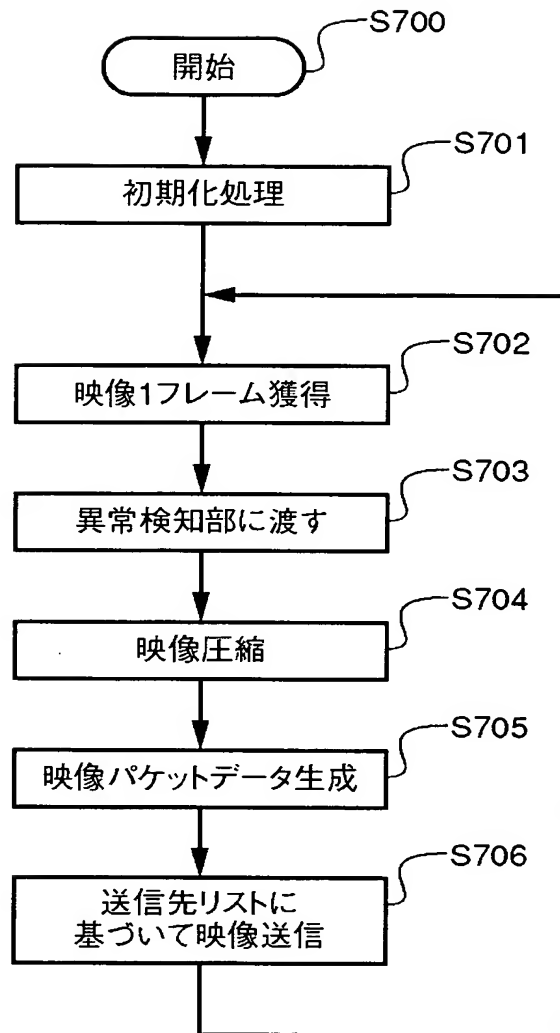 S700
開始
S701
初期化処理
S702
映像1フレーム獲得
S703
異常検知部に渡す
S704
映像圧縮
S705
映像パケットデータ生成
S706
送信先リストに
基づいて映像送信